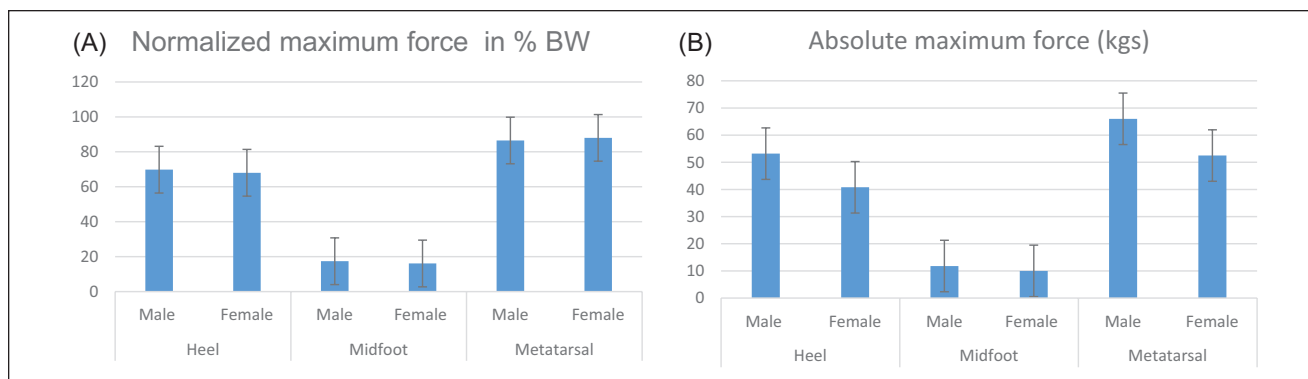 (A) Normalized maximum force in % BW
120
100
80
60
40
20
0
Male Female Male Female Male Female
Heel Midfoot Metatarsal
(B) Absolute maximum force (kgs)
80
70
60
50
40
30
20
10
0
Male Female Male Female Male Female
Heel Midfoot Metatarsal